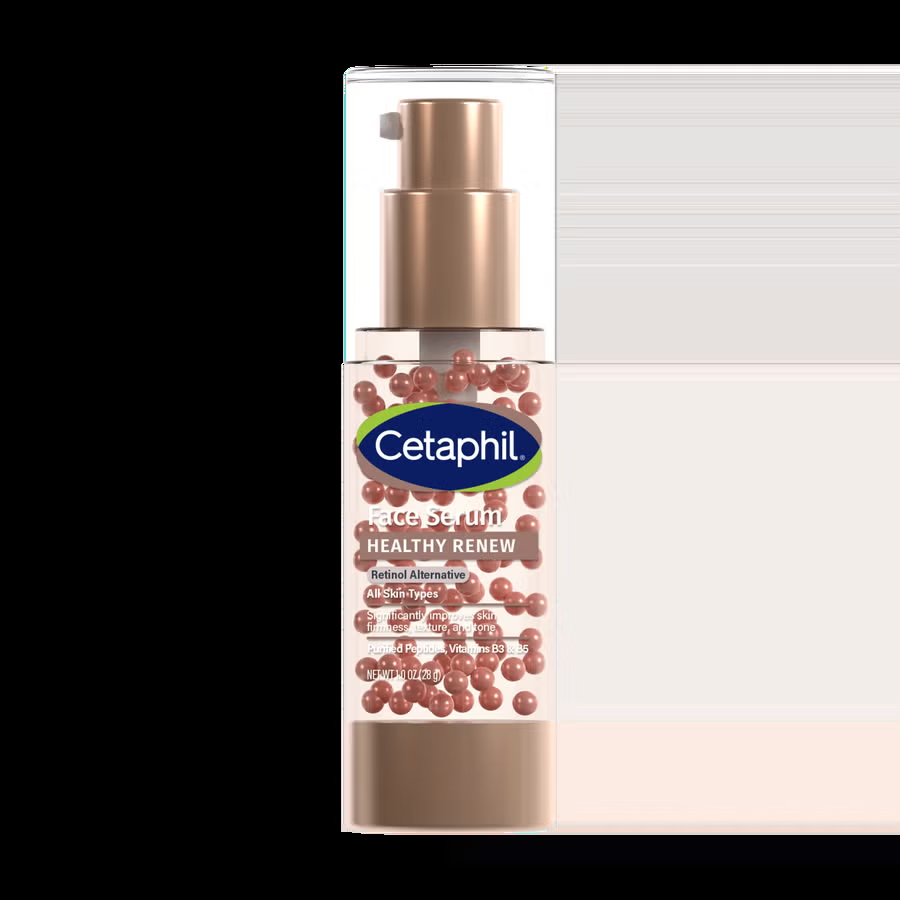 Cetaphil®
Face Serum
HEALTHY RENEW
Retinol Alternative
All Skin Types
Significantly improves skin
firmness, texture, and tone
Purified Peptides, Vitamins B3 & B5
NET WT 1.0 OZ (28 g)